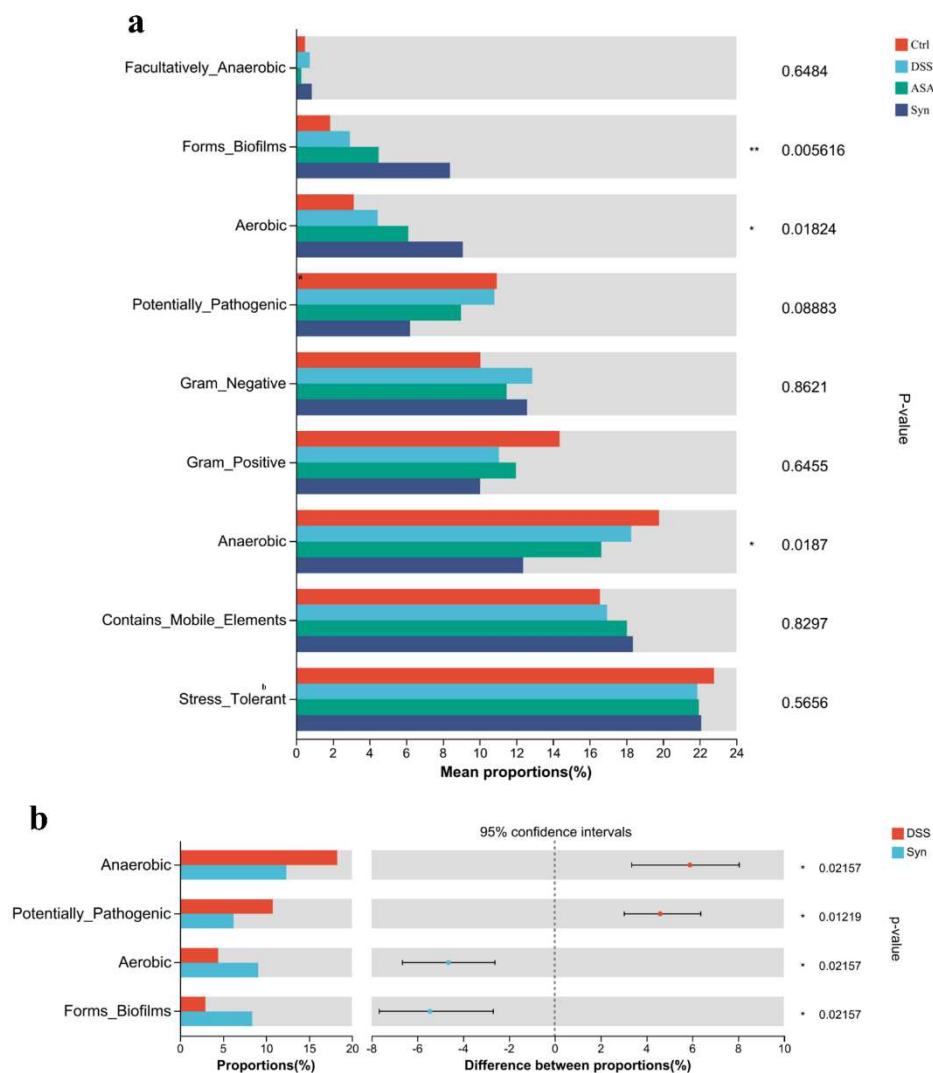 a
Ctrl
DSS
ASA
Syn
Facultatively_Anaerobic 0.6484
Forms_Biofilms ** 0.005616
Aerobic * 0.01824
Potentially_Pathogenic * 0.08883
Gram_Negative 0.8621
Gram_Positive 0.6455
Anaerobic * 0.0187
Contains_Mobile_Elements 0.8297
b
Stress_Tolerant 0.5656
P-value
0 2 4 6 8 10 12 14 16 18 20 22 24
Mean proportions(%)
b
95% confidence intervals
DSS
Syn
Anaerobic * 0.02157
Potentially_Pathogenic * 0.01219
Aerobic * 0.02157
Forms_Biofilms * 0.02157
p-value
0 5 10 15 20 -8 -6 -4 -2 0 2 4 6 8 10
Proportions(%) Difference between proportions(%)